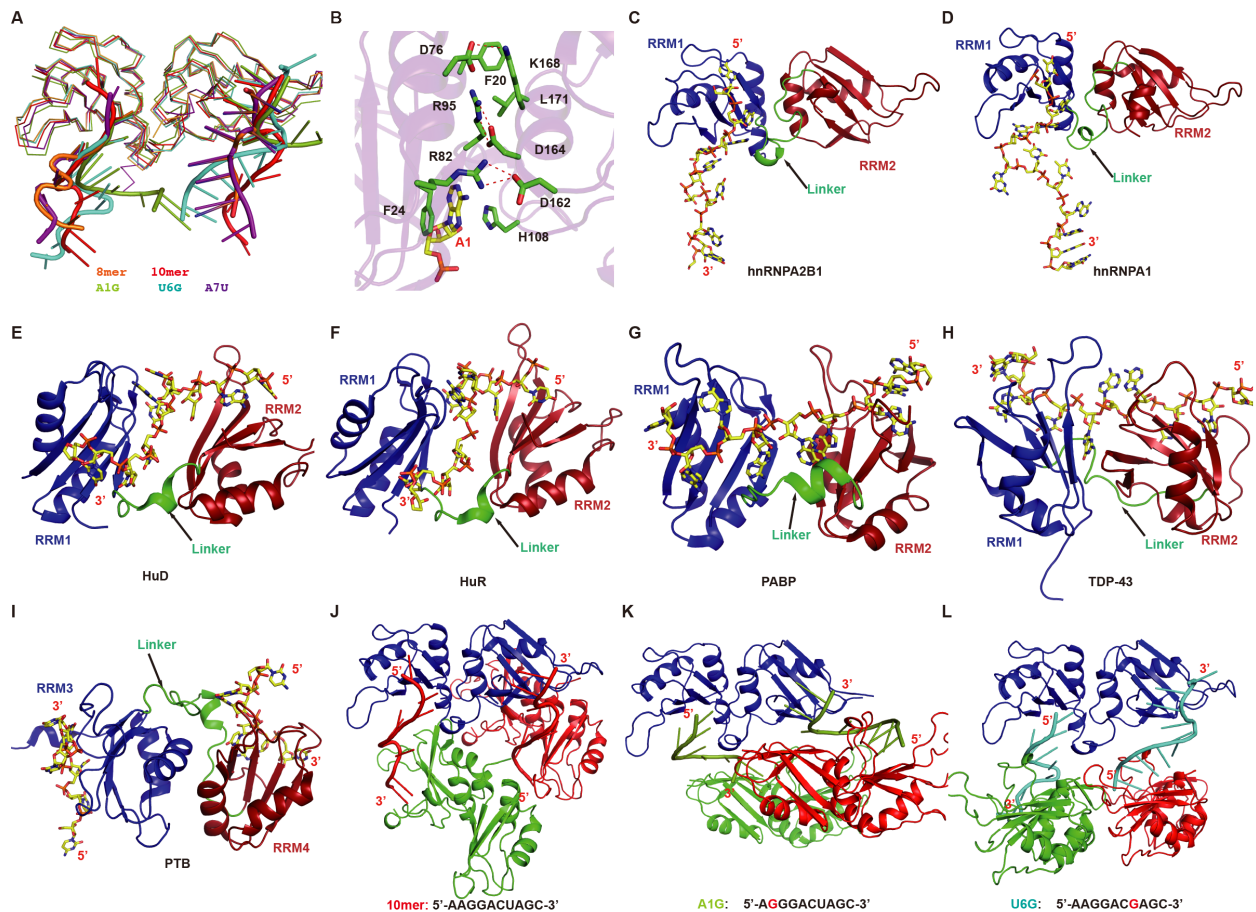 A
8mer 10mer
A1G U6G A7U
B
D76
K168
F20
R95
L171
R82
D164
F24
D162
A1
H108
C
RRM1
5’
RRM2
Linker
3’
hnRNPA2B1
D
RRM1
5’
RRM2
Linker
3’
hnRNPA1
E
5’
RRM2
3’
RRM1
Linker
HuD
F
RRM1
5’
3’
RRM2
Linker
HuR
G
5’
RRM1
3’
Linker
RRM2
PABP
H
3’
5’
RRM1
Linker
RRM2
TDP-43
I
Linker
RRM3
5’
3’
3’
5’
RRM4
PTB
J
5’
3’
3’
5’
10mer: 5’-AAGGACUAGC-3’
K
3’
5’
5’
3’
A1G: 5’-AGGGACUAGC-3’
L
5’
3’
5’
3’
U6G: 5’-AAGGACGAGC-3’